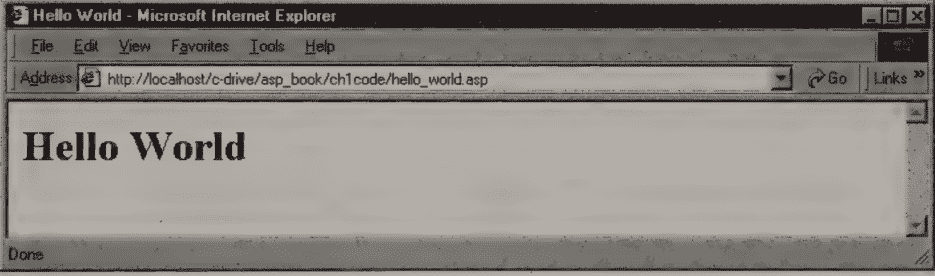 Hello World - Microsoft Internet Explorer
File Edit View Favorites Tools Help
Address http://localhost/c-drive/asp_book/ch1code/hello_world.asp Go Links »
Hello World
Done